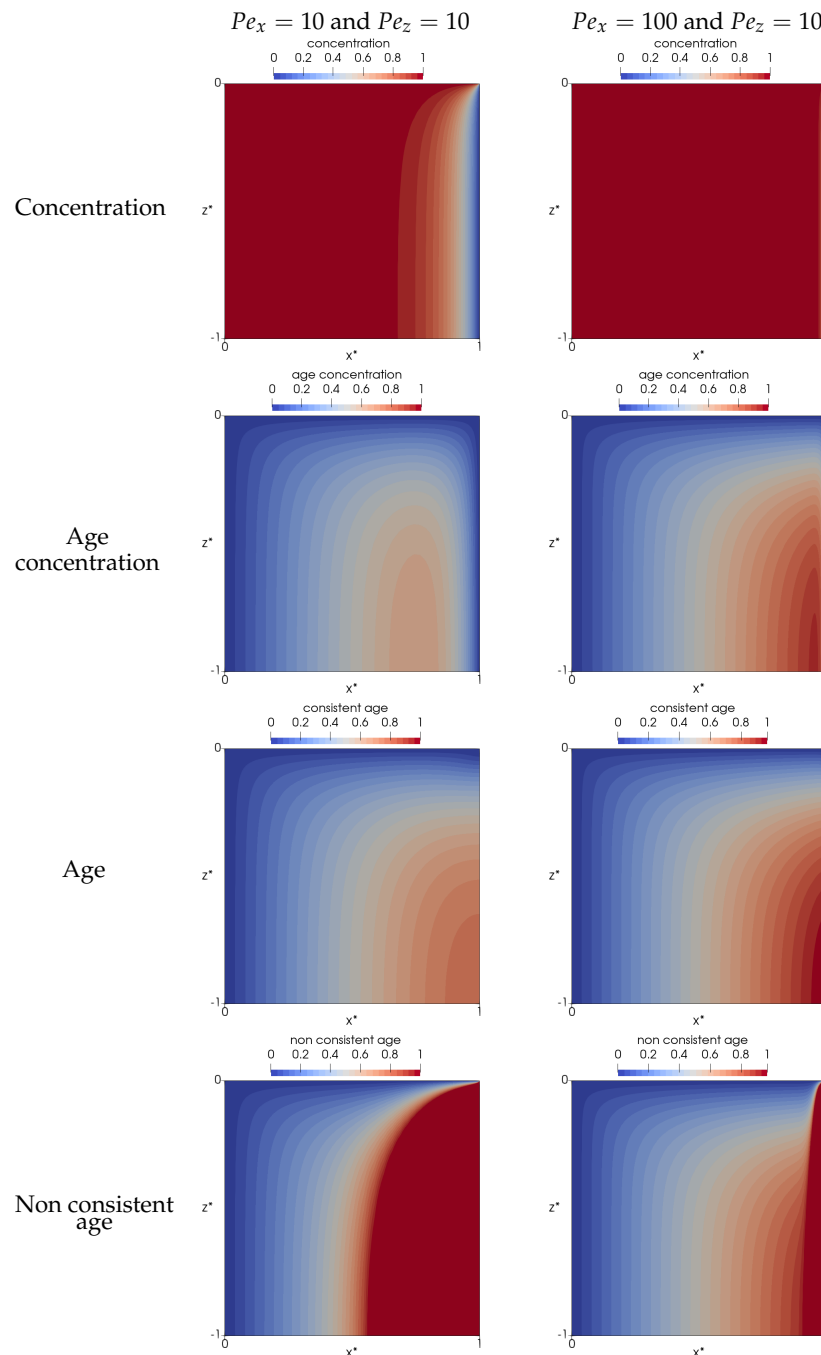 Pe_x = 10 and Pe_z = 10
Pe_x = 100 and Pe_z = 10
concentration
0 0.2 0.4 0.6 0.8 1
concentration
0 0.2 0.4 0.6 0.8 1
Concentration
0
z*
-1
0
x*
1
0
z*
-1
0
x*
1
age concentration
0 0.2 0.4 0.6 0.8 1
age concentration
0 0.2 0.4 0.6 0.8 1
Age
concentration
0
z*
-1
0
x*
1
0
z*
-1
0
x*
1
consistent age
0 0.2 0.4 0.6 0.8 1
consistent age
0 0.2 0.4 0.6 0.8 1
Age
0
z*
-1
0
x*
1
0
z*
-1
0
x*
1
non consistent age
0 0.2 0.4 0.6 0.8 1
non consistent age
0 0.2 0.4 0.6 0.8 1
Non consistent
age
0
z*
-1
0
x*
1
0
z*
-1
0
x*
1